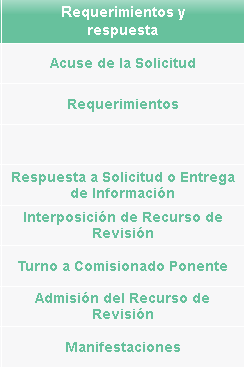 Requerimientos y
respuesta
Acuse de la Solicitud
Requerimientos
Respuesta a Solicitud o Entrega
de Información
Interposición de Recurso de
Revisión
Turno a Comisionado Ponente
Admisión del Recurso de
Revisión
Manifestaciones